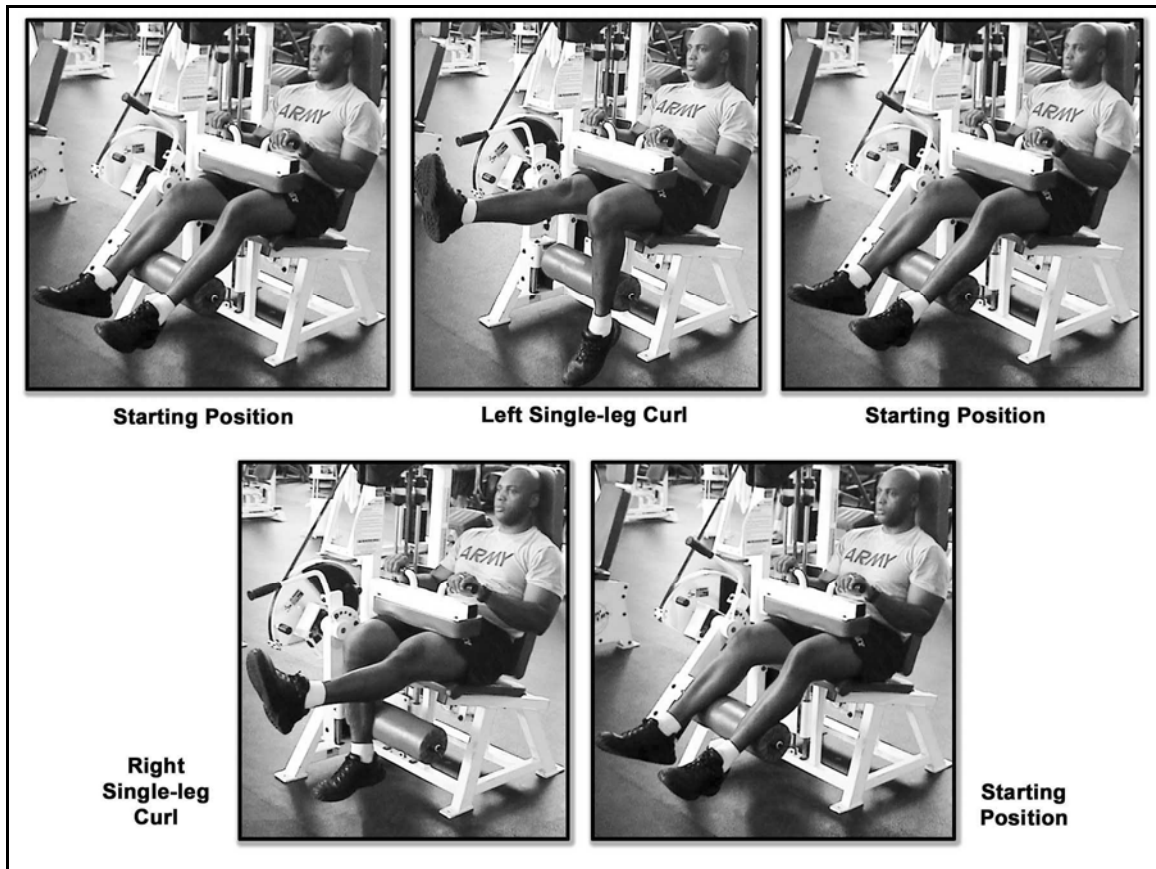 ARMY
ARMY
ARMY
Starting Position
Left Single-leg Curl
Starting Position
ARMY
ARMY
Right
Single-leg
Curl
Starting
Position